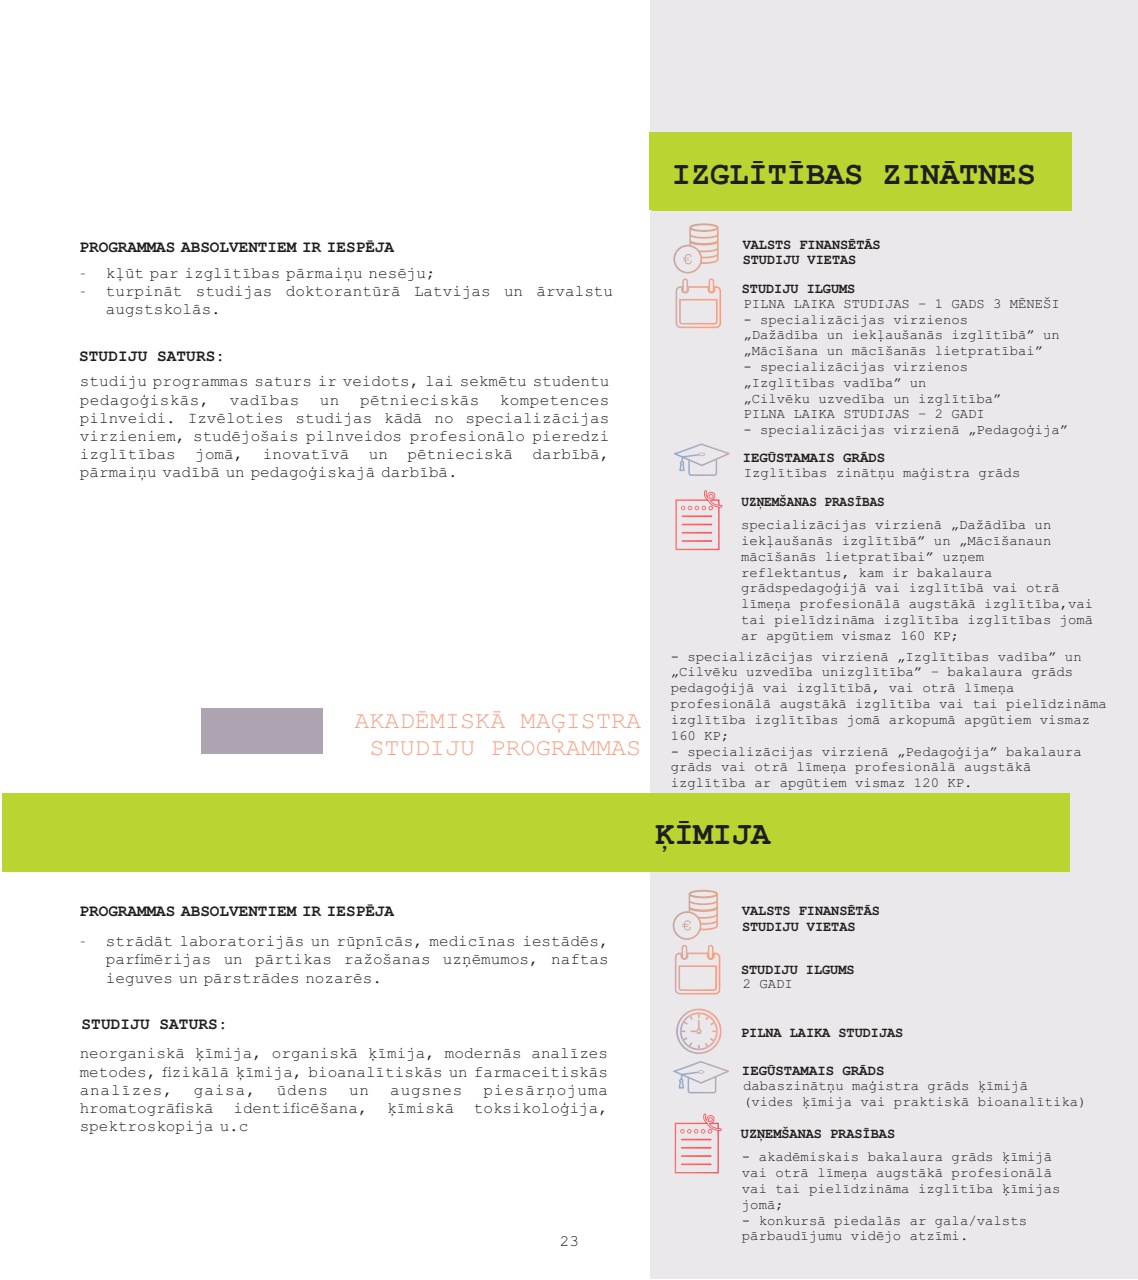 IZGLĪTĪBAS ZINĀTNES
PROGRAMMAS ABSOLVENTIEM IR IESPĒJA
- kļūt par izglītības pārmaiņu nesēju;
- turpināt studijas doktorantūrā Latvijas un ārvalstu
augstskolās.
STUDIJU SATURS:
studiju programmas saturs ir veidots, lai sekmētu studentu
pedagoģiskās, vadības un pētnieciskās kompetences
pilnveidi. Izvēloties studijas kādā no specializācijas
virzieniem, studējošais pilnveidos profesionālo pieredzi
izglītības jomā, inovatīvā un pētnieciskā darbībā,
pārmaiņu vadībā un pedagoģiskajā darbībā.
VALSTS FINANSĒTĀS
STUDIJU VIETAS
STUDIJU ILGUMS
PILNA LAIKA STUDIJAS – 1 GADS 3 MĒNEŠI
- specializācijas virzienos
„Dažādība un iekļaušanās izglītībā” un
„Mācīšana un mācīšanās lietpratībai”
- specializācijas virzienos
„Izglītības vadība” un
„Cilvēku uzvedība un izglītība”
PILNA LAIKA STUDIJAS – 2 GADI
- specializācijas virzienā „Pedagoģija”
IEGŪSTAMAIS GRĀDS
Izglītības zinātņu maģistra grāds
UZŅEMŠANAS PRASĪBAS
specializācijas virzienā „Dažādība un
iekļaušanās izglītībā” un „Mācīšanaun
mācīšanās lietpratībai” uzņem
reflektantus, kam ir bakalaura
grādspedagoģijā vai izglītībā vai otrā
līmeņa profesionālā augstākā izglītība,vai
tai pielīdzināma izglītība izglītības jomā
ar apgūtiem vismaz 160 KP;
- specializācijas virzienā „Izglītības vadība” un
„Cilvēku uzvedība unizglītība” – bakalaura grāds
pedagoģijā vai izglītībā, vai otrā līmeņa
profesionālā augstākā izglītība vai tai pielīdzināma
izglītība izglītības jomā arkopumā apgūtiem vismaz
160 KP;
- specializācijas virzienā „Pedagoģija” bakalaura
grāds vai otrā līmeņa profesionālā augstākā
izglītība ar apgūtiem vismaz 120 KP.
AKADĒMISKĀ MAĢISTRA
STUDIJU PROGRAMMAS
ĶĪMIJA
PROGRAMMAS ABSOLVENTIEM IR IESPĒJA
- strādāt laboratorijās un rūpnīcās, medicīnas iestādēs,
parfimērijas un pārtikas ražošanas uzņēmumos, naftas
ieguves un pārstrādes nozarēs.
STUDIJU SATURS:
neorganiskā ķīmija, organiskā ķīmija, modernās analīzes
metodes, fizikālā ķīmija, bioanalītiskās un farmaceitiskās
analīzes, gaisa, ūdens un augsnes piesārņojuma
hromatogrāfiskā identificēšana, ķīmiskā toksikoloģija,
spektroskopija u.c
VALSTS FINANSĒTĀS
STUDIJU VIETAS
STUDIJU ILGUMS
2 GADI
PILNA LAIKA STUDIJAS
IEGŪSTAMAIS GRĀDS
dabaszinātņu maģistra grāds ķīmijā
(vides ķīmija vai praktiskā bioanalītika)
UZŅEMŠANAS PRASĪBAS
- akadēmiskais bakalaura grāds ķīmijā
vai otrā līmeņa augstākā profesionālā
vai tai pielīdzināma izglītība ķīmijas
jomā;
- konkursā piedalās ar gala/valsts
pārbaudījumu vidējo atzīmi.
23